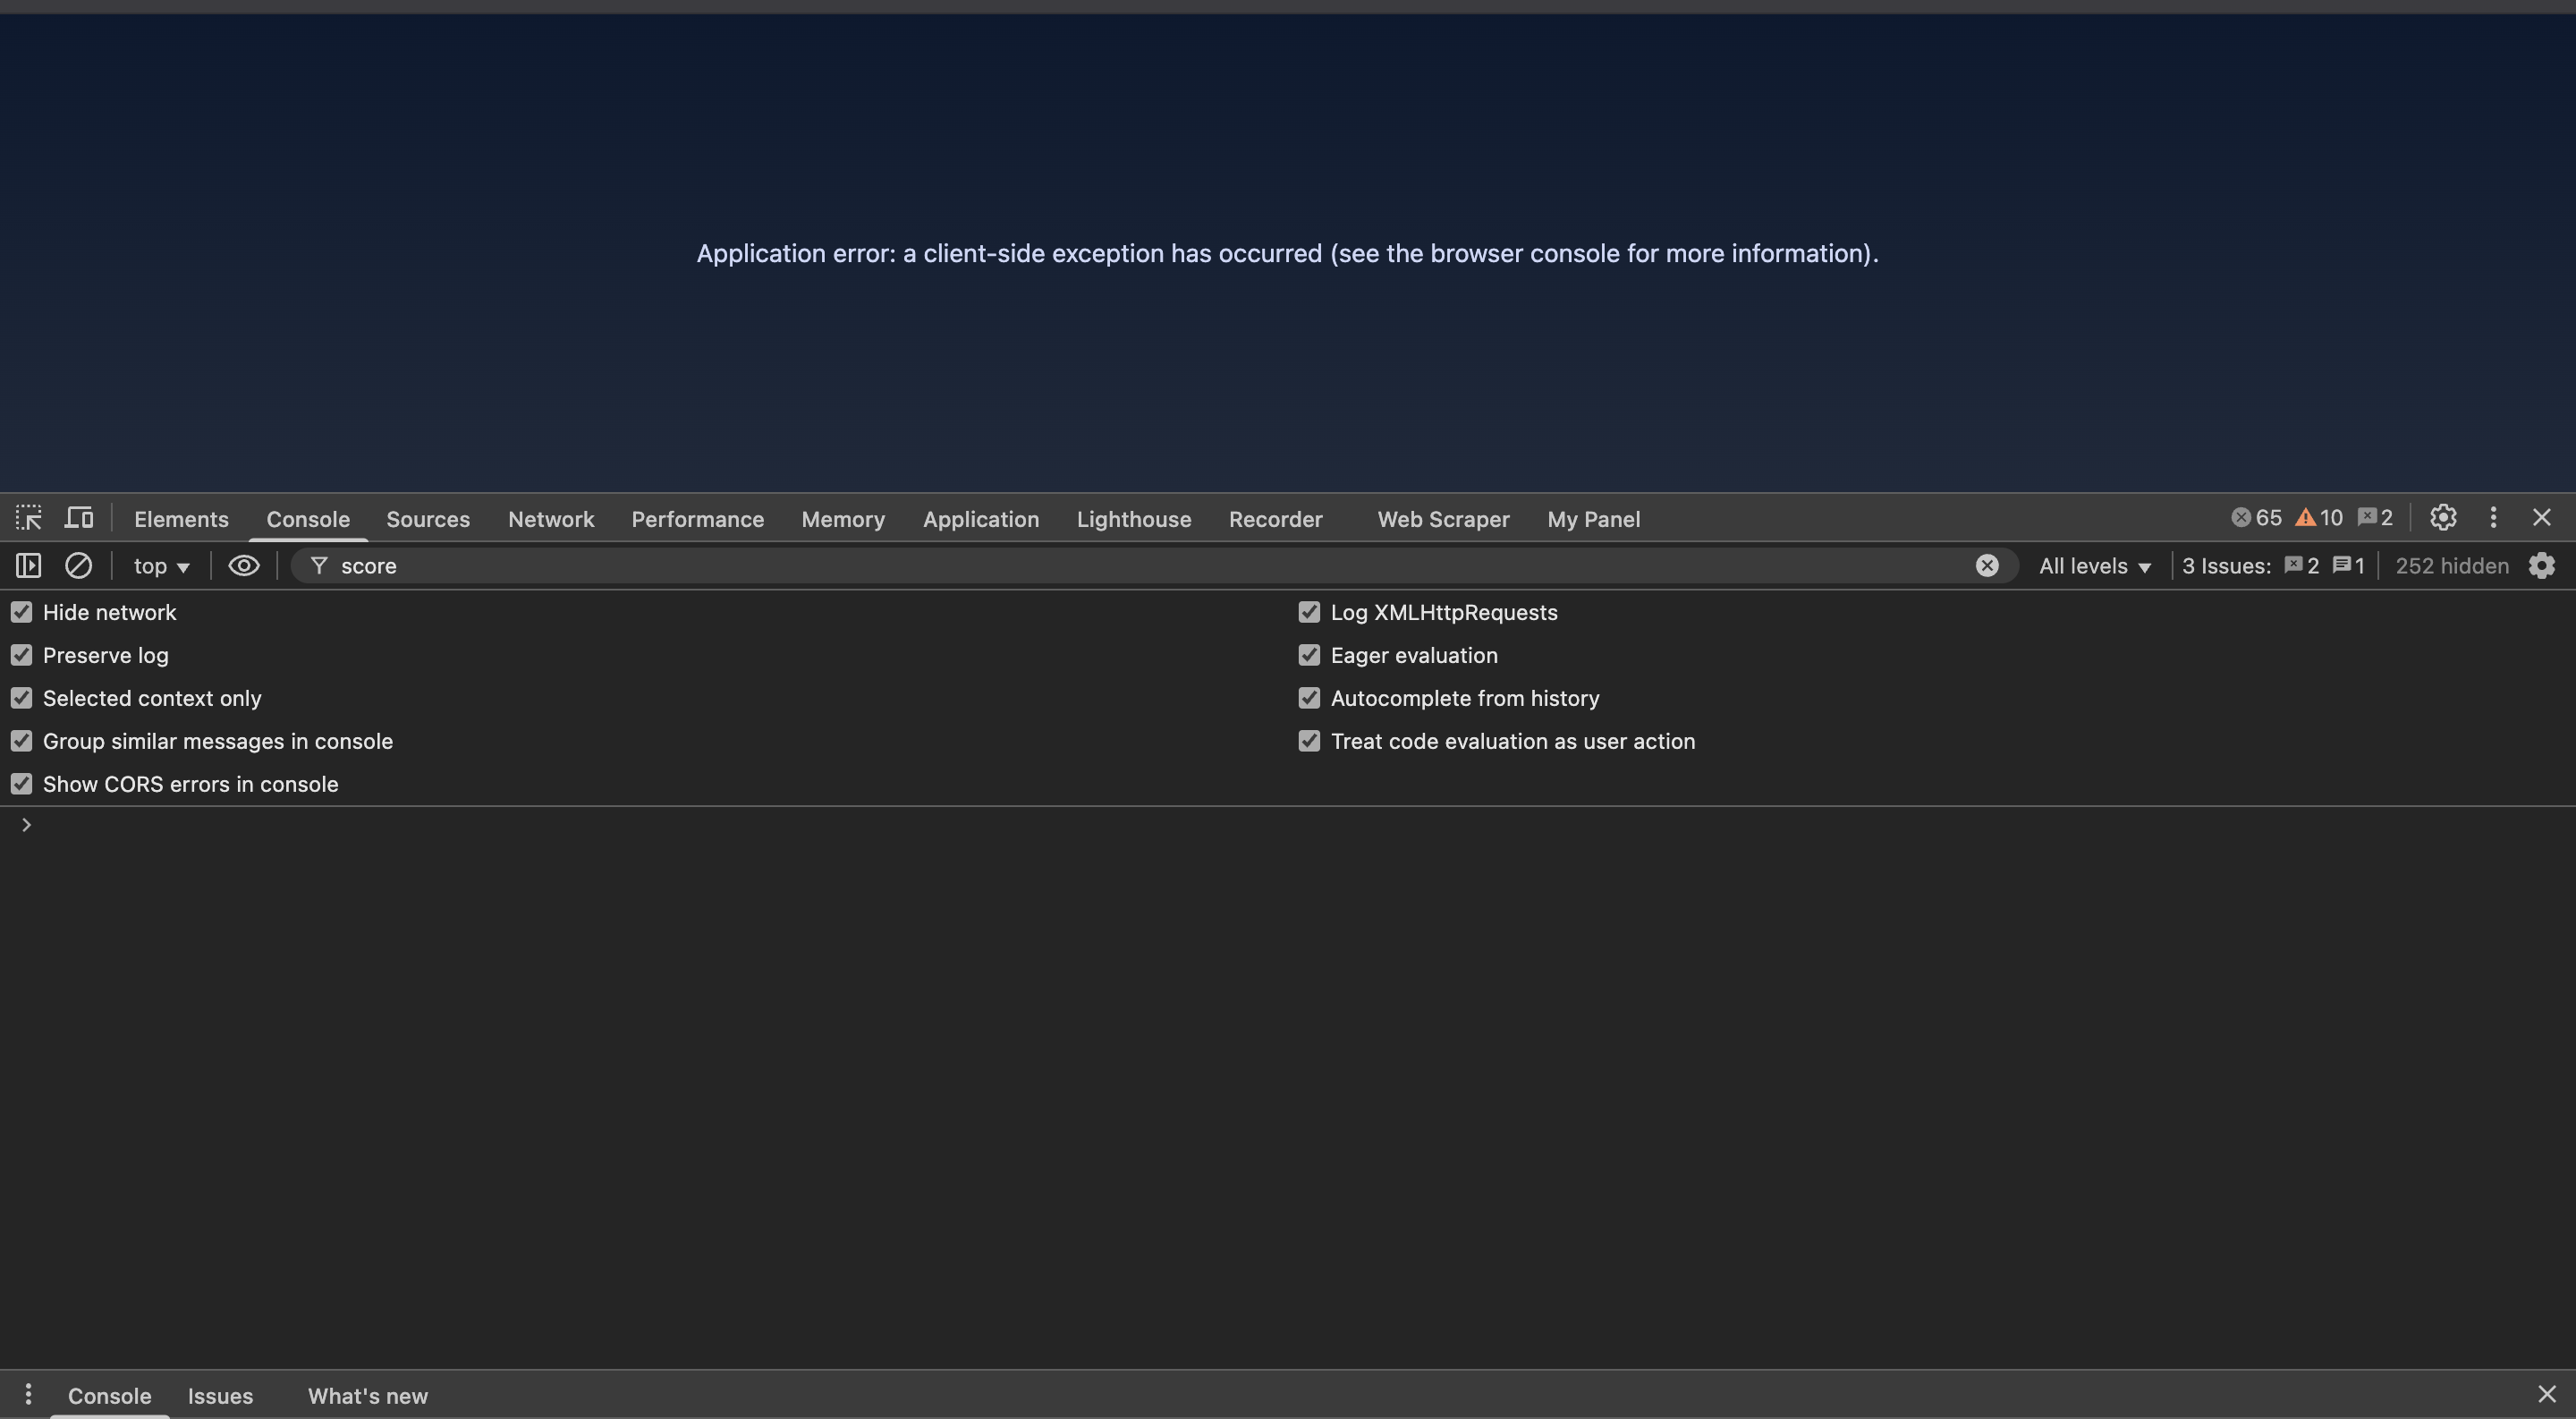 Application error: a client-side exception has occurred (see the browser console for more information).
Elements Console Sources Network Performance Memory Application Lighthouse Recorder Web Scraper My Panel 65 10 2
top score All levels 3 Issues: 2 1 252 hidden
Hide network Log XMLHttpRequests
Preserve log Eager evaluation
Selected context only Autocomplete from history
Group similar messages in console Treat code evaluation as user action
Show CORS errors in console
Console Issues What's new